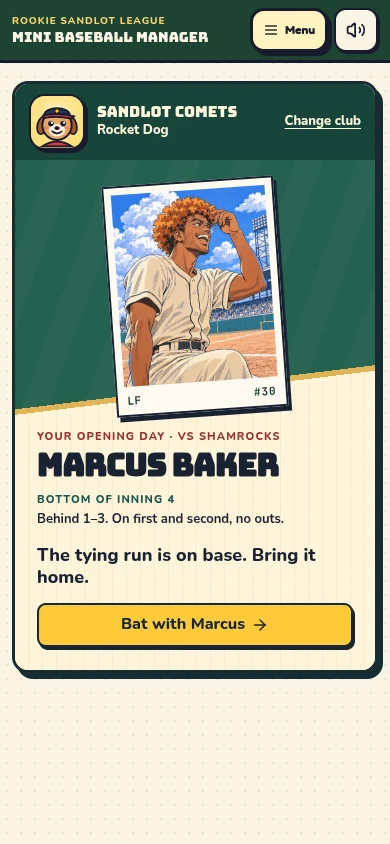 ROOKIE SANDLOT LEAGUE
MINI BASEBALL MANAGER
Menu
SANDLOT COMETS
Rocket Dog
Change club
LF
#30
YOUR OPENING DAY · VS SHAMROCKS
MARCUS BAKER
BOTTOM OF INNING 4
Behind 1–3. On first and second, no outs.
The tying run is on base. Bring it
home.
Bat with Marcus →